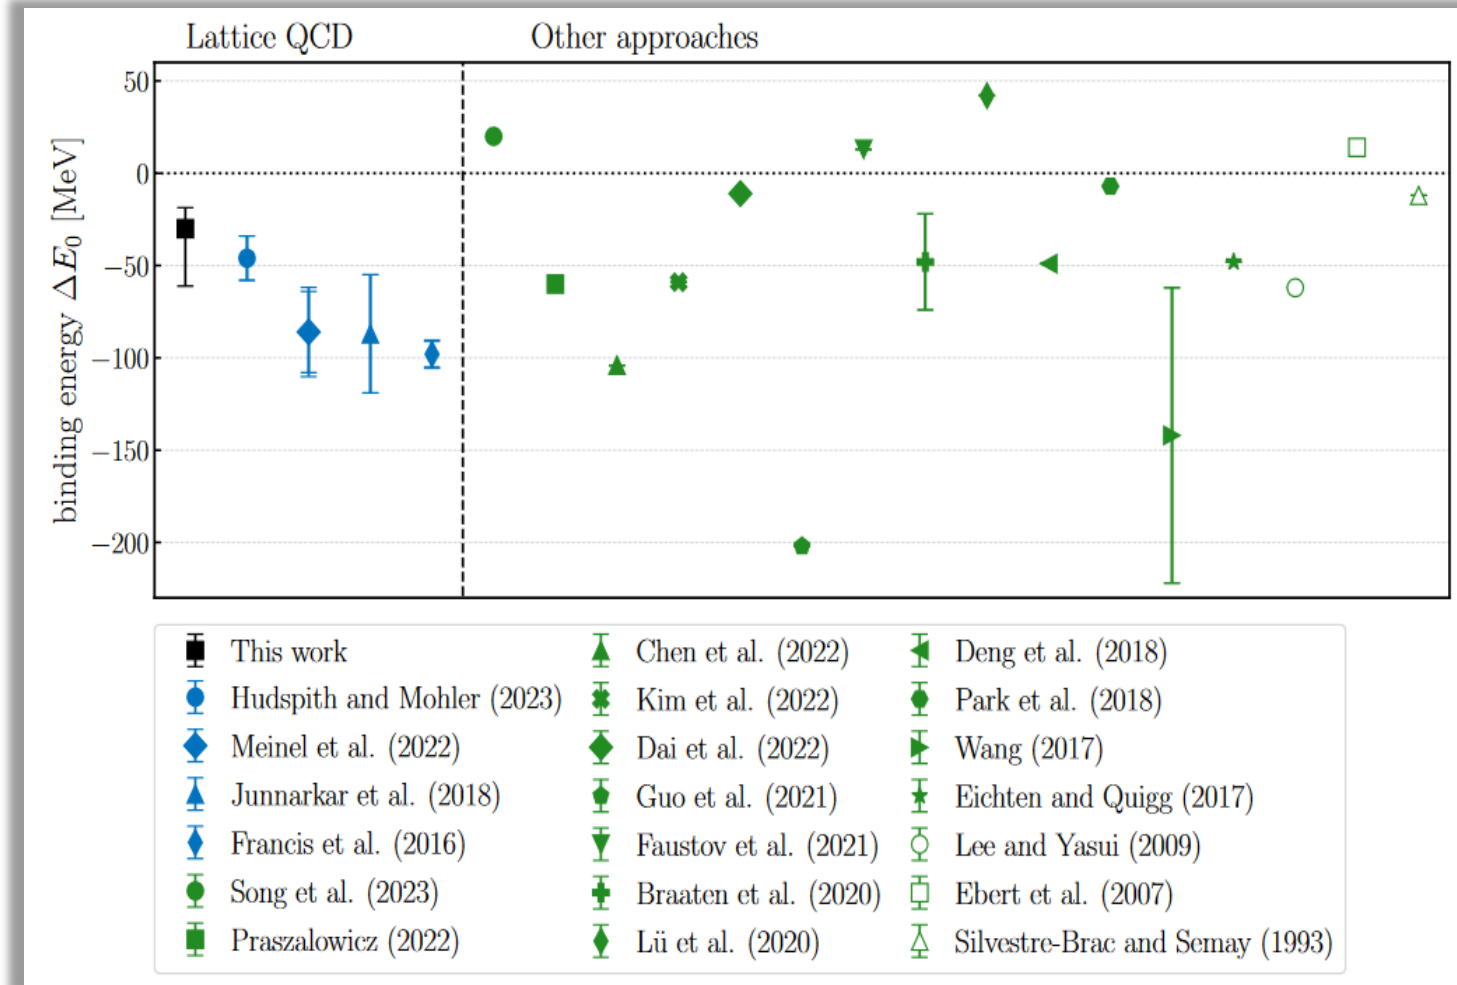 Lattice QCD Other approaches
binding energy ΔE₀ [MeV]
50
0
−50
−100
−150
−200
This work
Hudspith and Mohler (2023)
Meinel et al. (2022)
Junnarkar et al. (2018)
Francis et al. (2016)
Song et al. (2023)
Praszalowicz (2022)
Chen et al. (2022)
Kim et al. (2022)
Dai et al. (2022)
Guo et al. (2021)
Faustov et al. (2021)
Braaten et al. (2020)
Lü et al. (2020)
Deng et al. (2018)
Park et al. (2018)
Wang (2017)
Eichten and Quigg (2017)
Lee and Yasui (2009)
Ebert et al. (2007)
Silvestre-Brac and Semay (1993)